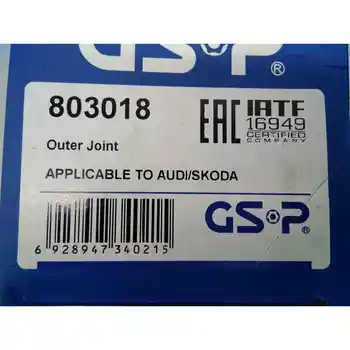 GSP®
803018
EAC IATF
16949
CERTIFIED
COMPANY
Outer Joint
APPLICABLE TO AUDI/SKODA
GSP®
6 928947 340215